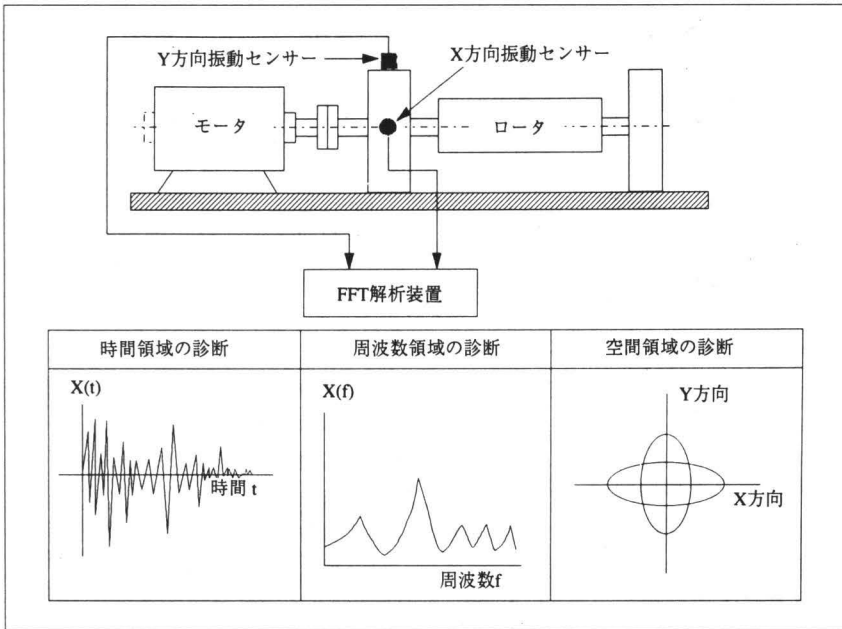 Y方向振動センサー
X方向振動センサー
モータ
ロータ
FFT解析装置
時間領域の診断
周波数領域の診断
空間領域の診断
X(t)
時間 t
X(f)
周波数f
Y方向
X方向